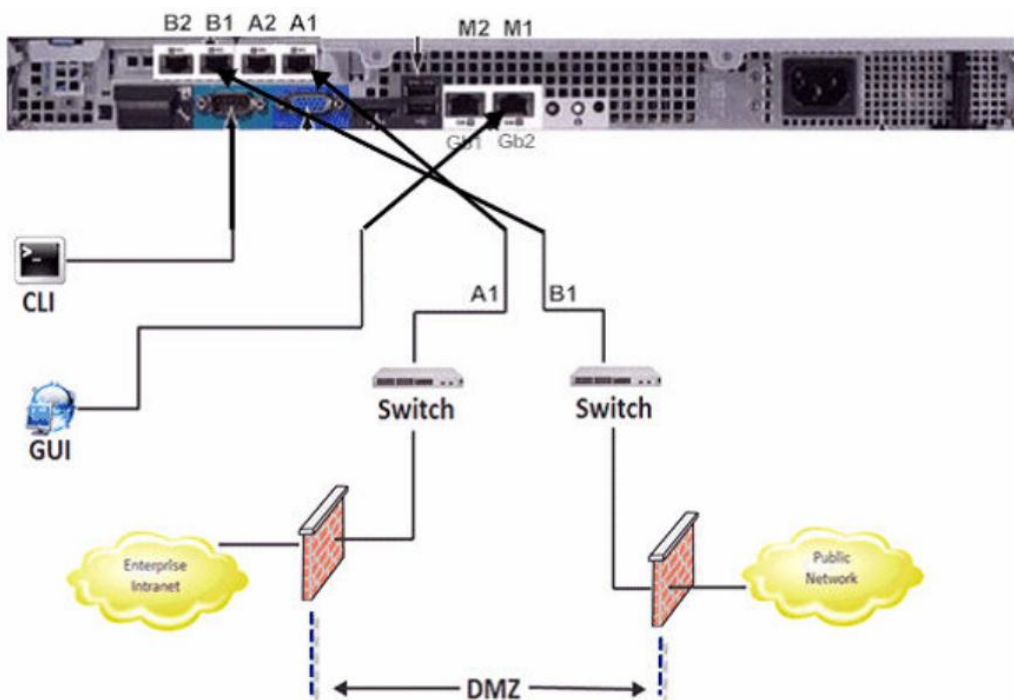 B2 B1 A2 A1
M2 M1
Gb1 Gb2
CLI
A1 B1
Switch
Switch
GUI
Enterprise
Intranet
Public
Network
DMZ